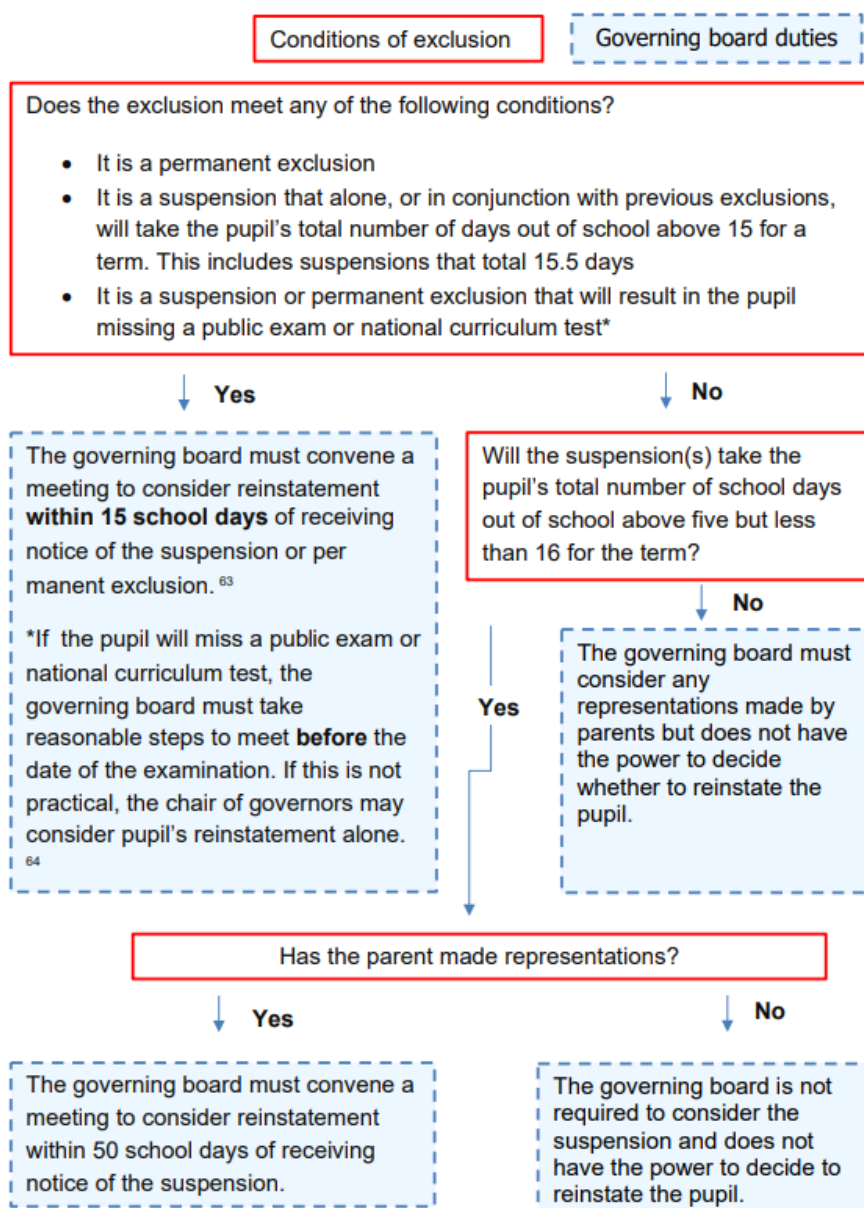 Conditions of exclusion
Governing board duties
Does the exclusion meet any of the following conditions?
• It is a permanent exclusion
• It is a suspension that alone, or in conjunction with previous exclusions,
will take the pupil's total number of days out of school above 15 for a
term. This includes suspensions that total 15.5 days
• It is a suspension or permanent exclusion that will result in the pupil
missing a public exam or national curriculum test*
Yes
No
The governing board must convene a
meeting to consider reinstatement
within 15 school days of receiving
notice of the suspension or per
manent exclusion. 63
*If the pupil will miss a public exam or
national curriculum test, the
governing board must take
reasonable steps to meet before the
date of the examination. If this is not
practical, the chair of governors may
consider pupil's reinstatement alone.
64
Will the suspension(s) take the
pupil's total number of school days
out of school above five but less
than 16 for the term?
Yes
No
The governing board must
consider any
representations made by
parents but does not have
the power to decide
whether to reinstate the
pupil.
Has the parent made representations?
Yes
No
The governing board must convene a
meeting to consider reinstatement
within 50 school days of receiving
notice of the suspension.
The governing board is not
required to consider the
suspension and does not
have the power to decide to
reinstate the pupil.